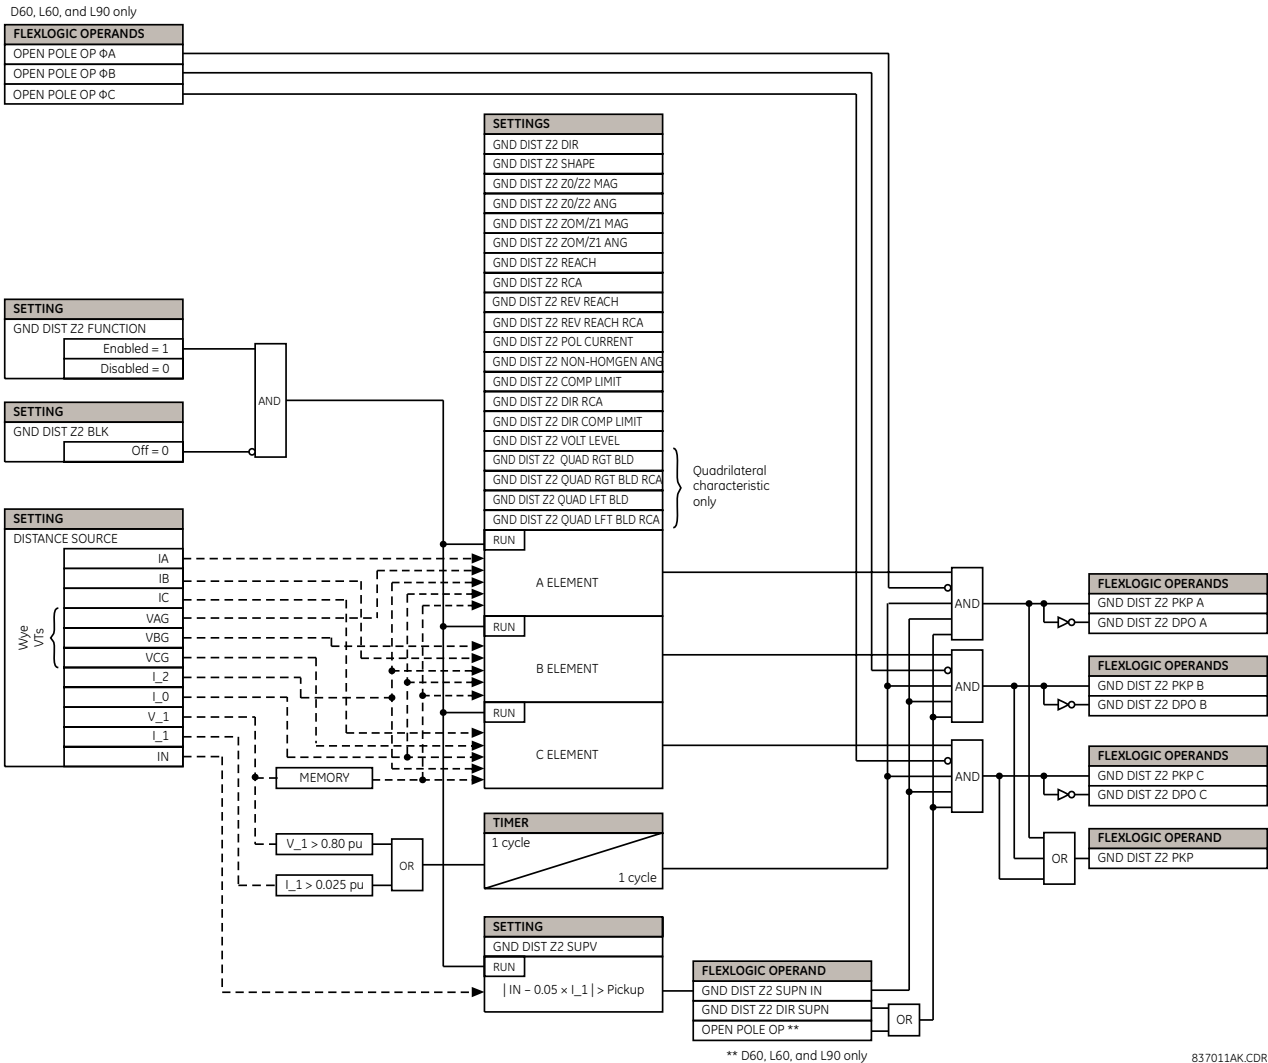 D60, L60, and L90 only
FLEXLOGIC OPERANDS
OPEN POLE OP ΦA
OPEN POLE OP ΦB
OPEN POLE OP ΦC
SETTINGS
GND DIST Z2 DIR
GND DIST Z2 SHAPE
GND DIST Z2 Z0/Z2 MAG
GND DIST Z2 Z0/Z2 ANG
GND DIST Z2 ZOM/Z1 MAG
GND DIST Z2 ZOM/Z1 ANG
GND DIST Z2 REACH
GND DIST Z2 RCA
GND DIST Z2 REV REACH
GND DIST Z2 REV REACH RCA
GND DIST Z2 POL CURRENT
GND DIST Z2 NON-HOMGEN ANG
GND DIST Z2 COMP LIMIT
GND DIST Z2 DIR RCA
GND DIST Z2 DIR COMP LIMIT
GND DIST Z2 VOLT LEVEL
GND DIST Z2 QUAD RGT BLD
GND DIST Z2 QUAD RGT BLD RCA
GND DIST Z2 QUAD LFT BLD
GND DIST Z2 QUAD LFT BLD RCA
Quadrilateral
characteristic
only
SETTING
GND DIST Z2 FUNCTION
Enabled = 1
Disabled = 0
AND
SETTING
GND DIST Z2 BLK
Off = 0
SETTING
DISTANCE SOURCE
IA
IB
IC
VAG
VBG
VCG
I_2
I_0
V_1
I_1
IN
Wye
VTs
RUN
A ELEMENT
RUN
B ELEMENT
RUN
C ELEMENT
MEMORY
V_1 > 0.80 pu
I_1 > 0.025 pu
OR
TIMER
1 cycle
1 cycle
SETTING
GND DIST Z2 SUPV
RUN
| IN – 0.05 × I_1 | > Pickup
FLEXLOGIC OPERAND
GND DIST Z2 SUPN IN
GND DIST Z2 DIR SUPN
OPEN POLE OP **
OR
** D60, L60, and L90 only
AND
AND
AND
FLEXLOGIC OPERANDS
GND DIST Z2 PKP A
GND DIST Z2 DPO A
FLEXLOGIC OPERANDS
GND DIST Z2 PKP B
GND DIST Z2 DPO B
FLEXLOGIC OPERANDS
GND DIST Z2 PKP C
GND DIST Z2 DPO C
OR
FLEXLOGIC OPERAND
GND DIST Z2 PKP
837011AK.CDR